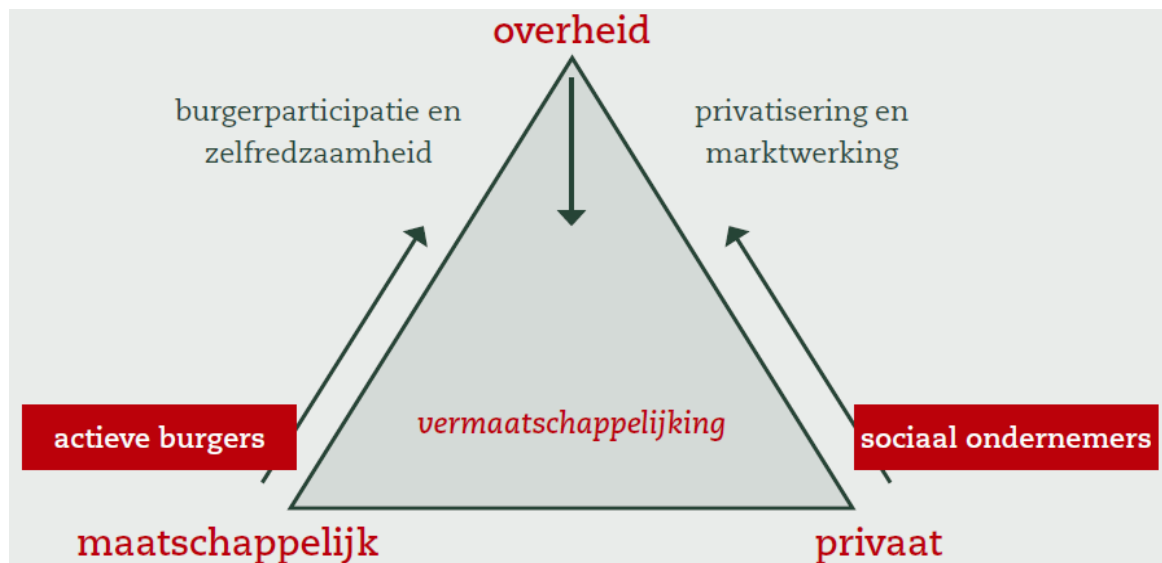 overheid
burgerparticipatie en
zelfredzaamheid
privatisering en
marktwerking
actieve burgers
vermaatschappelijking
sociaal ondernemers
maatschappelijk
privaat